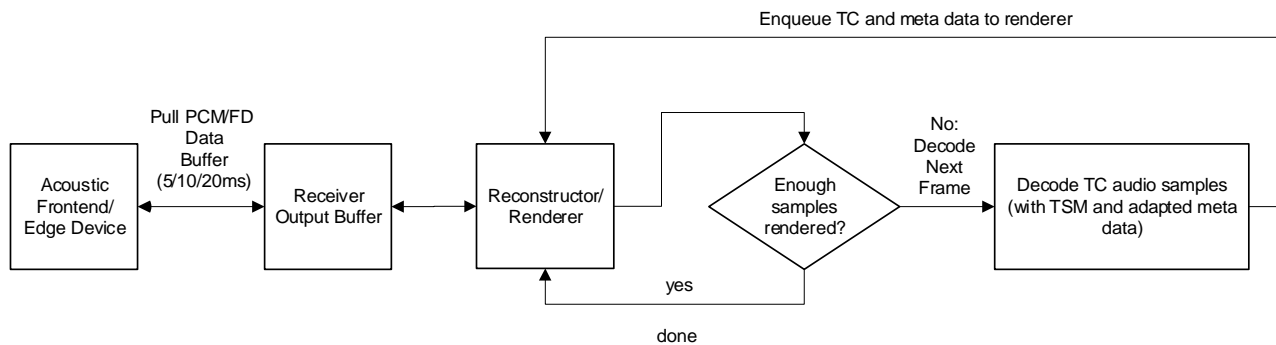 Enqueue TC and meta data to renderer
Pull PCM/FD
Data
Buffer
(5/10/20ms)
Acoustic
Frontend/
Edge Device
Receiver
Output Buffer
Reconstructor/
Renderer
Enough
samples
rendered?
No:
Decode
Next
Frame
Decode TC audio samples
(with TSM and adapted meta
data)
yes
done